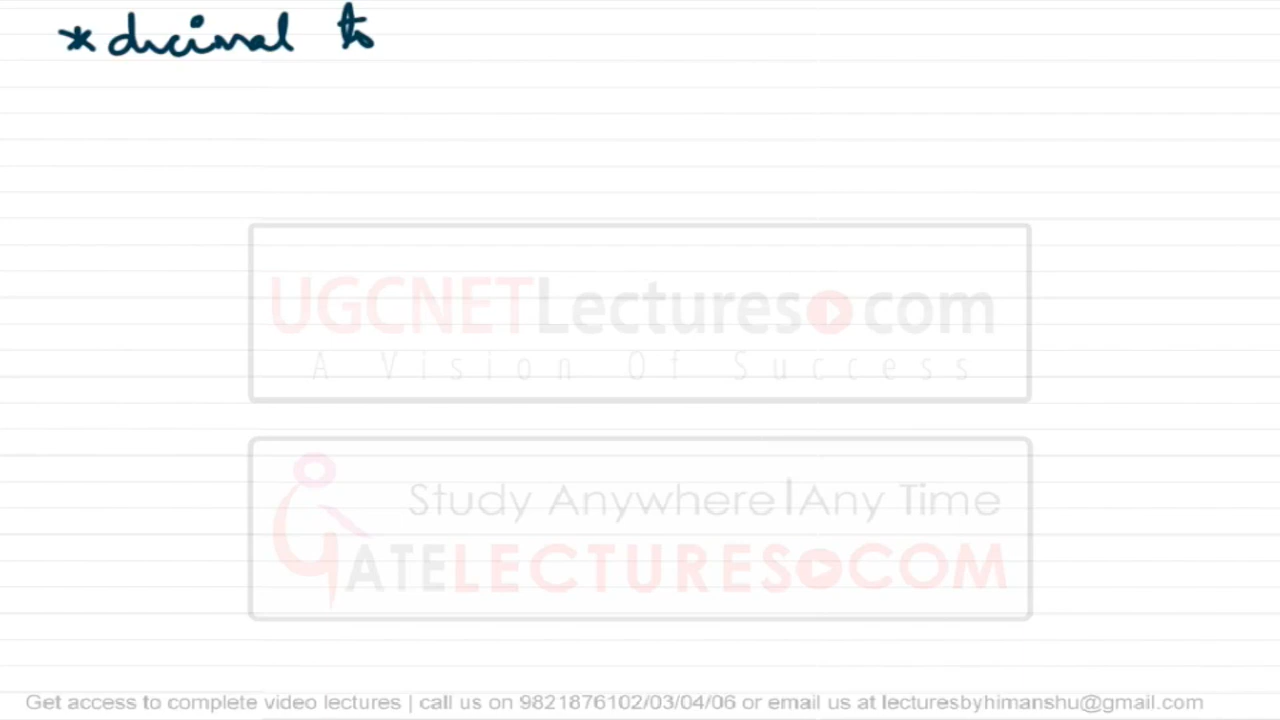 * decimal to
UGCNETLectures.com
A Vision Of Success
Study Anywhere|Any Time
GATELECTURES.COM
Get access to complete video lectures | call us on 9821876102/03/04/06 or email us at lecturesbyhimanshu@gmail.com